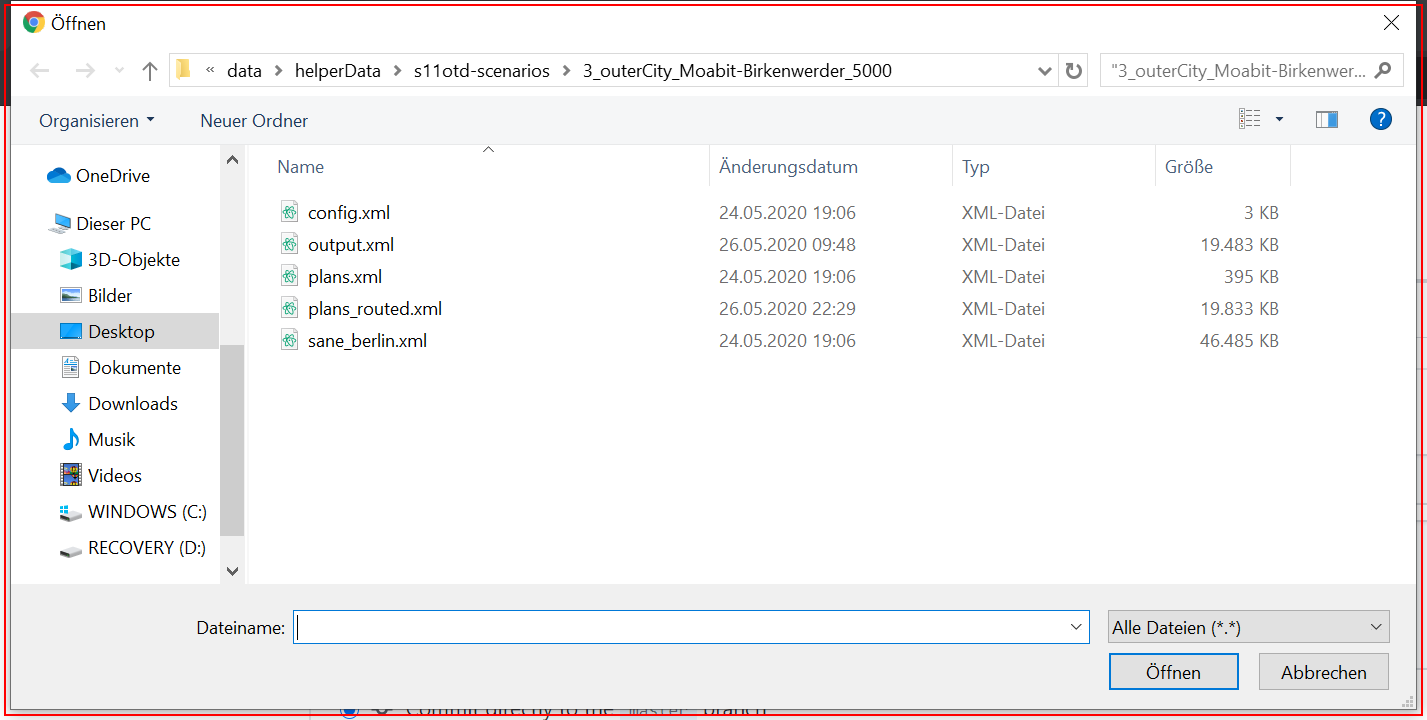 Öffnen
« data > helperData > s11otd-scenarios > 3_outerCity_Moabit-Birkenwerder_5000
"3_outerCity_Moabit-Birkenwer...
Organisieren
Neuer Ordner
?
OneDrive
Dieser PC
3D-Objekte
Bilder
Desktop
Dokumente
Downloads
Musik
Videos
WINDOWS (C:)
RECOVERY (D:)
Name Änderungsdatum Typ Größe
config.xml 24.05.2020 19:06 XML-Datei 3 KB
output.xml 26.05.2020 09:48 XML-Datei 19.483 KB
plans.xml 24.05.2020 19:06 XML-Datei 395 KB
plans_routed.xml 26.05.2020 22:29 XML-Datei 19.833 KB
sane_berlin.xml 24.05.2020 19:06 XML-Datei 46.485 KB
Dateiname:
Alle Dateien (*.*)
Öffnen Abbrechen
Commit directly to the master branch